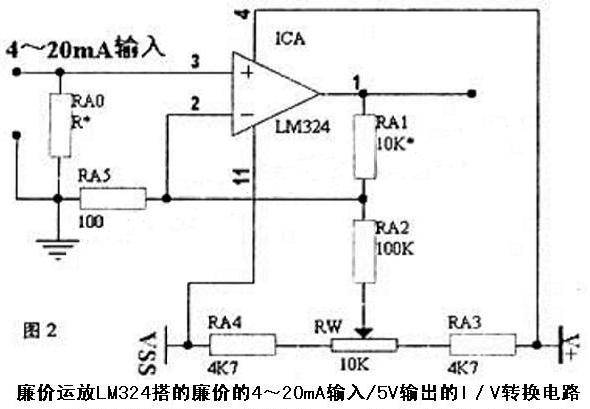 4～20mA输入
3
2
4
ICA
LM324
11
1
RA0
R*
RA5
100
RA1
10K*
RA2
100K
图2
VSS
RA4
4K7
RW
10K
RA3
4K7
V+
廉价运放LM324搭的廉价的4～20mA输入/5V输出的I/V转换电路